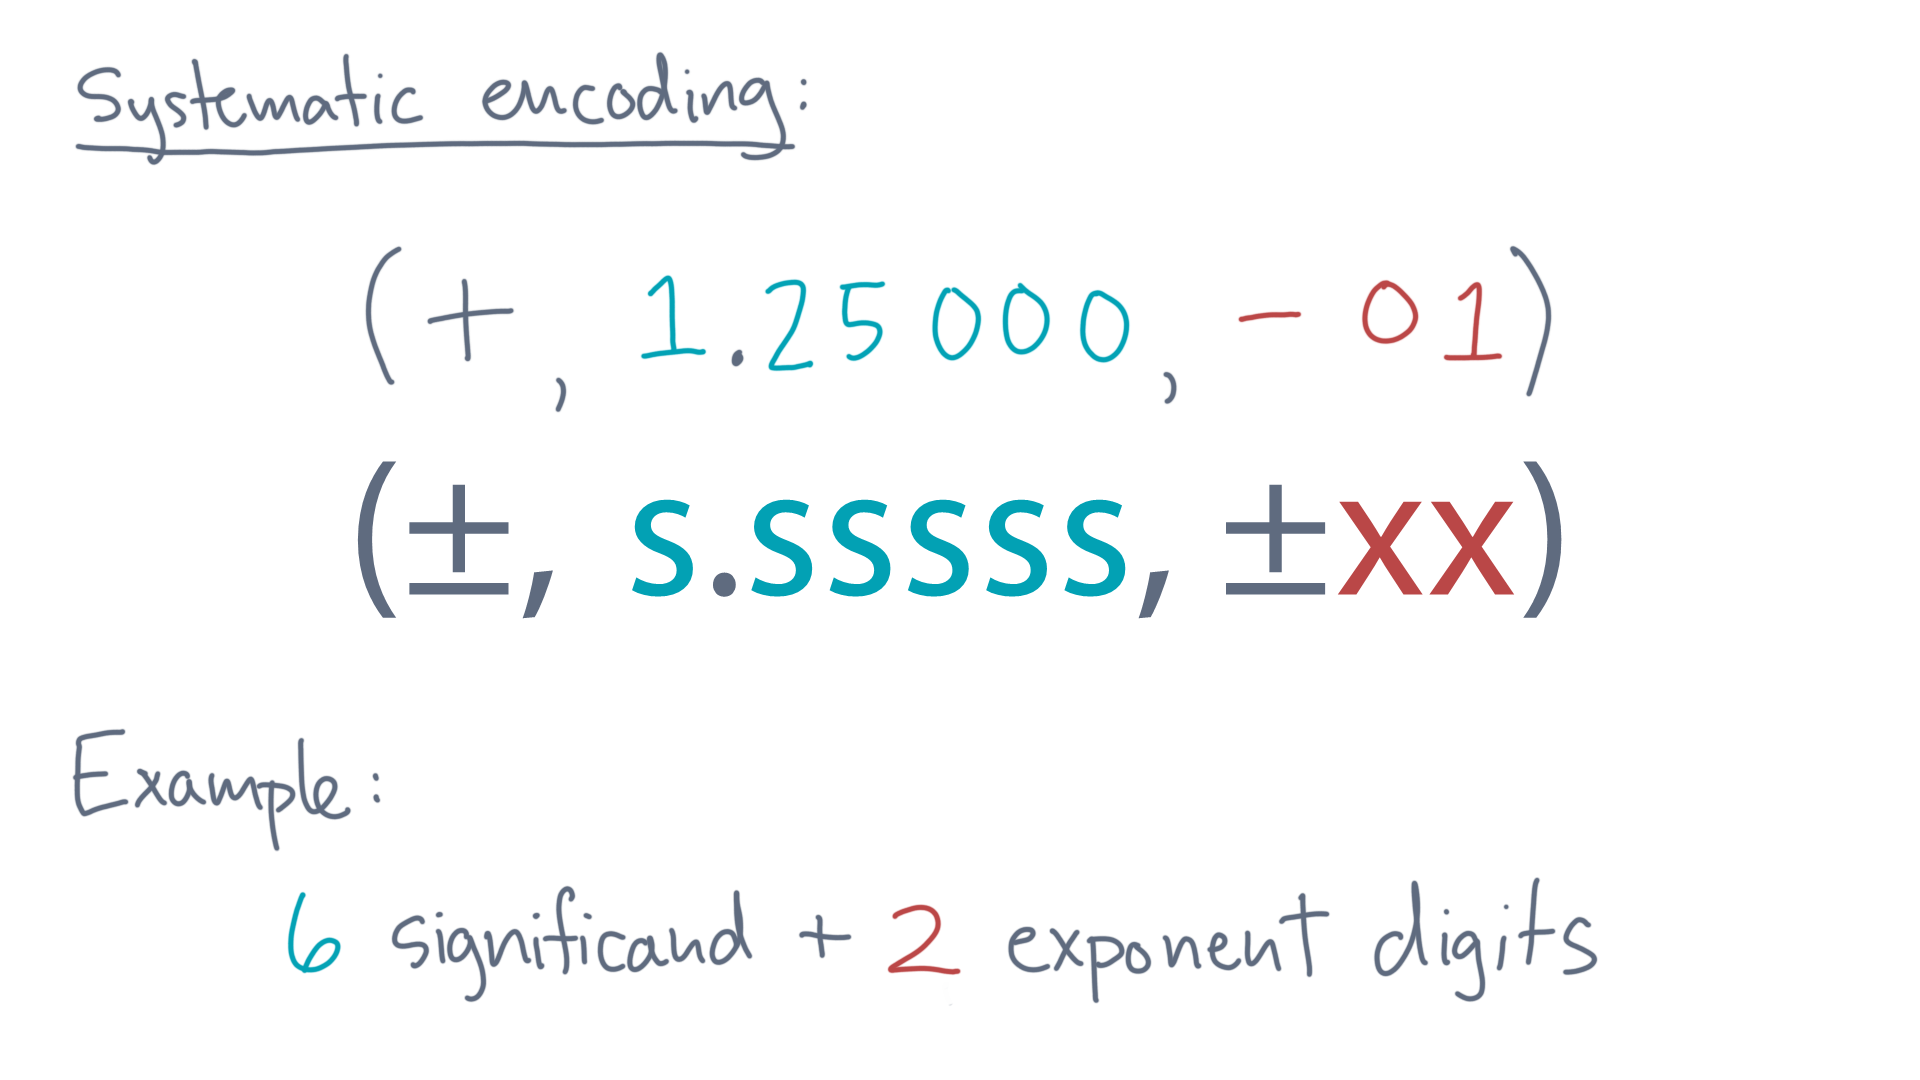 Systematic encoding:
(+, 1.25000, -01)
(±, s.sssss, ±xx)
Example:
6 significand + 2 exponent digits